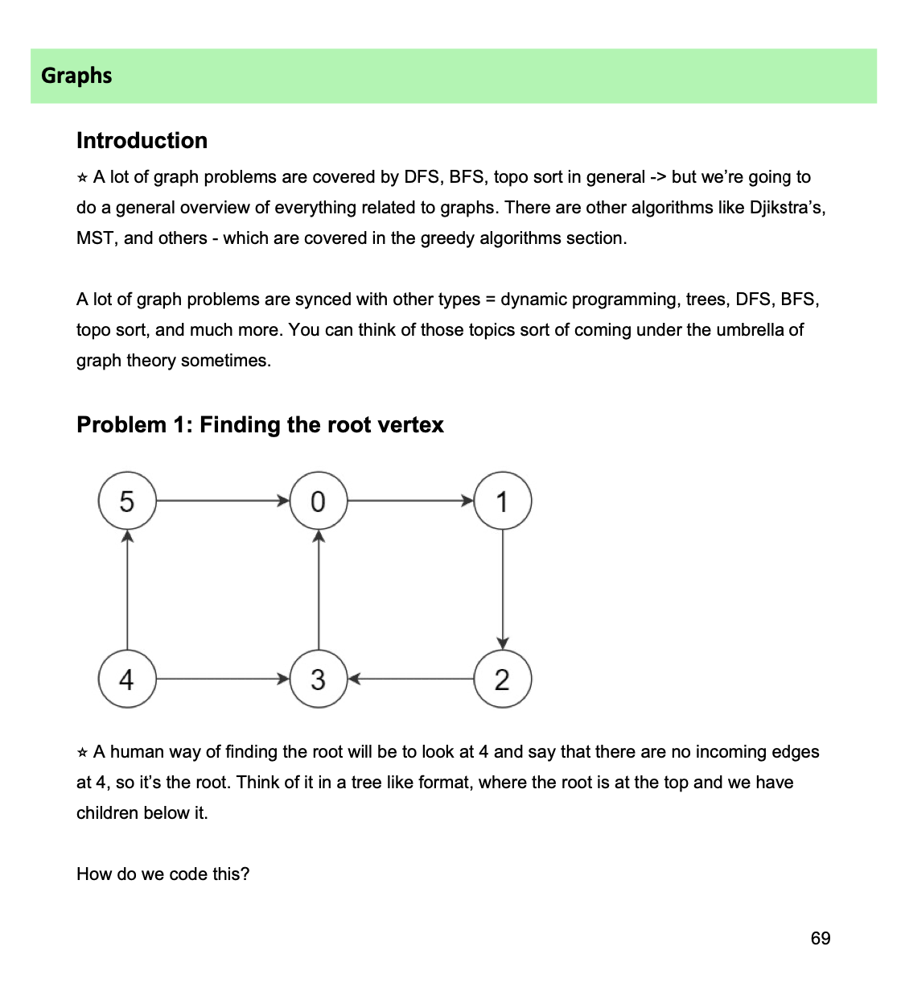 Graphs
Introduction
☆ A lot of graph problems are covered by DFS, BFS, topo sort in general -> but we’re going to
do a general overview of everything related to graphs. There are other algorithms like Djikstra’s,
MST, and others - which are covered in the greedy algorithms section.
A lot of graph problems are synced with other types = dynamic programming, trees, DFS, BFS,
topo sort, and much more. You can think of those topics sort of coming under the umbrella of
graph theory sometimes.
Problem 1: Finding the root vertex
5 0 1
4 3 2
☆ A human way of finding the root will be to look at 4 and say that there are no incoming edges
at 4, so it’s the root. Think of it in a tree like format, where the root is at the top and we have
children below it.
How do we code this?
69